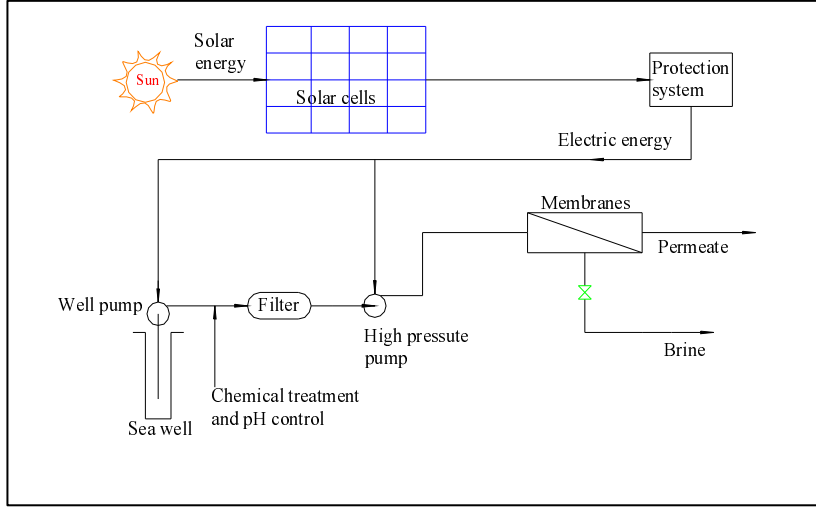 Solar
energy
Sun
Solar cells
Protection
system
Electric energy
Membranes
Permeate
Well pump
Filter
High pressute
pump
Brine
Chemical treatment
and pH control
Sea well